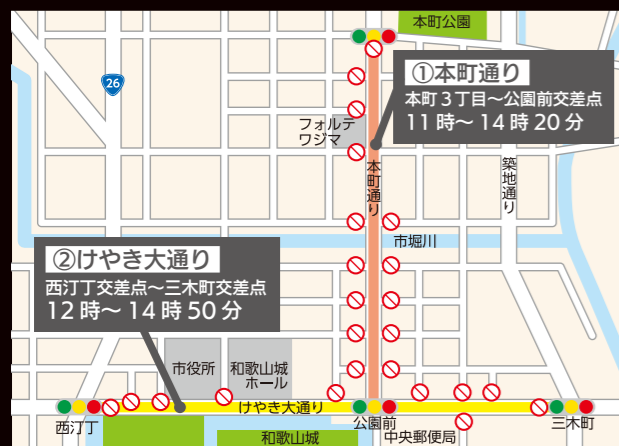 本町公園
①本町通り
本町3丁目~公園前交差点
11時~14時20分
26
フォルテ
ワジマ
本町通り
築地通り
市堀川
②けやき大通り
西汀丁交差点~三木町交差点
12時~14時50分
市役所
和歌山城
ホール
けやき大通り
西汀丁
公園前
三木町
和歌山城
中央郵便局